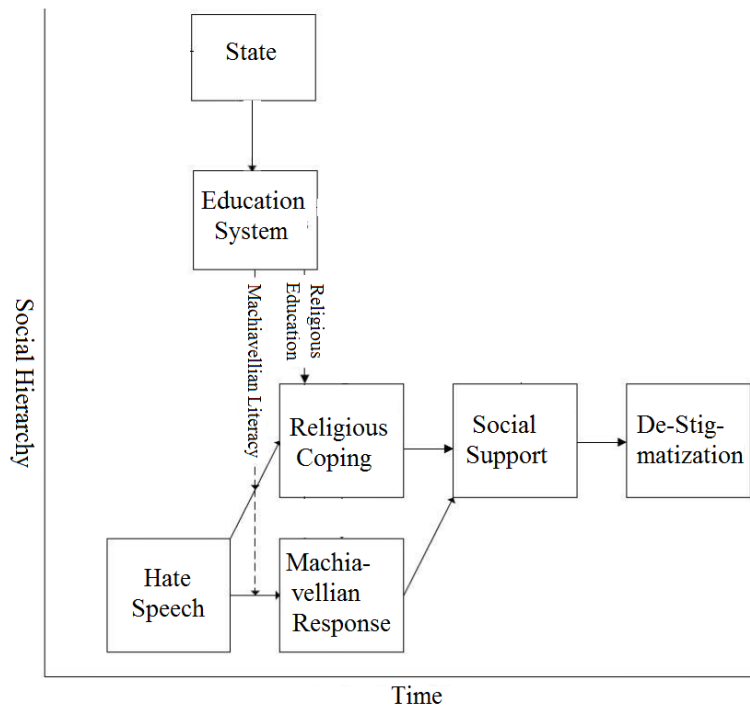 State
Education
System
Machiavellian Literacy
Religious
Education
Social Hierarchy
Religious
Coping
Social
Support
De-Stig-
matization
Hate
Speech
Machia-
vellian
Response
Time